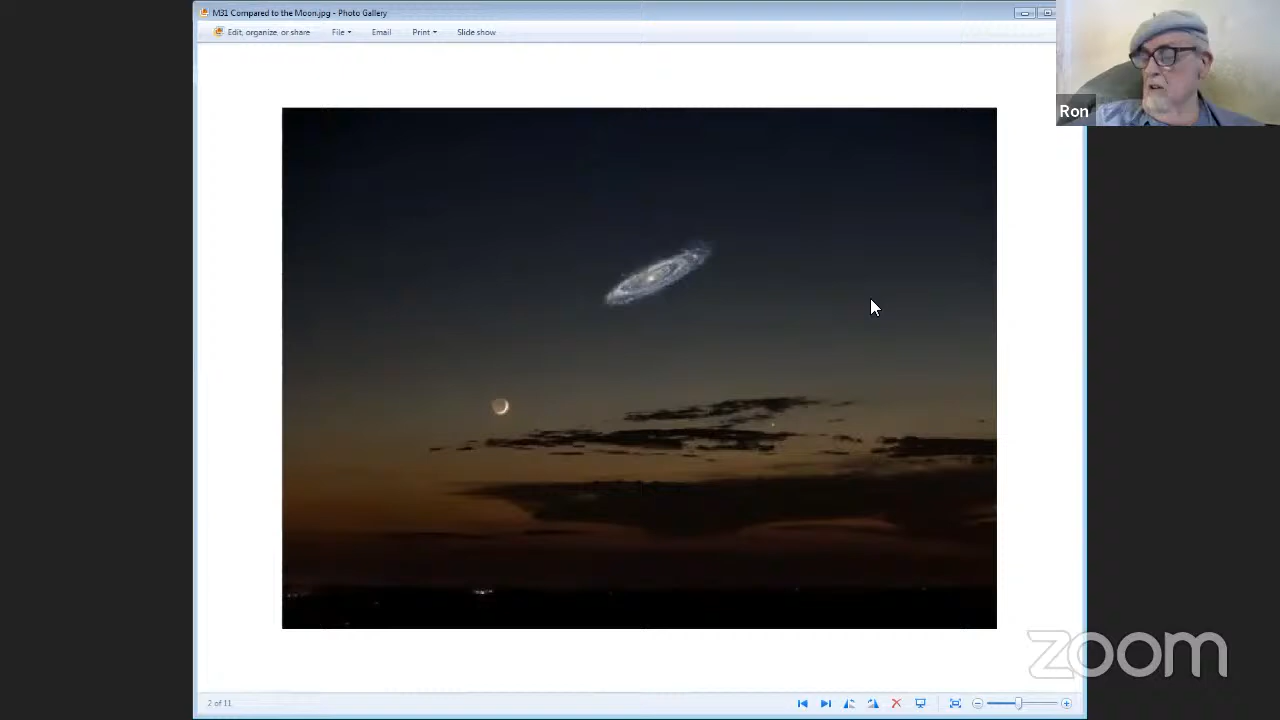 M31 Compared to the Moon.jpg - Photo Gallery
Edit, organize, or share File Email Print Slide show
Ron
zoom
2 of 11